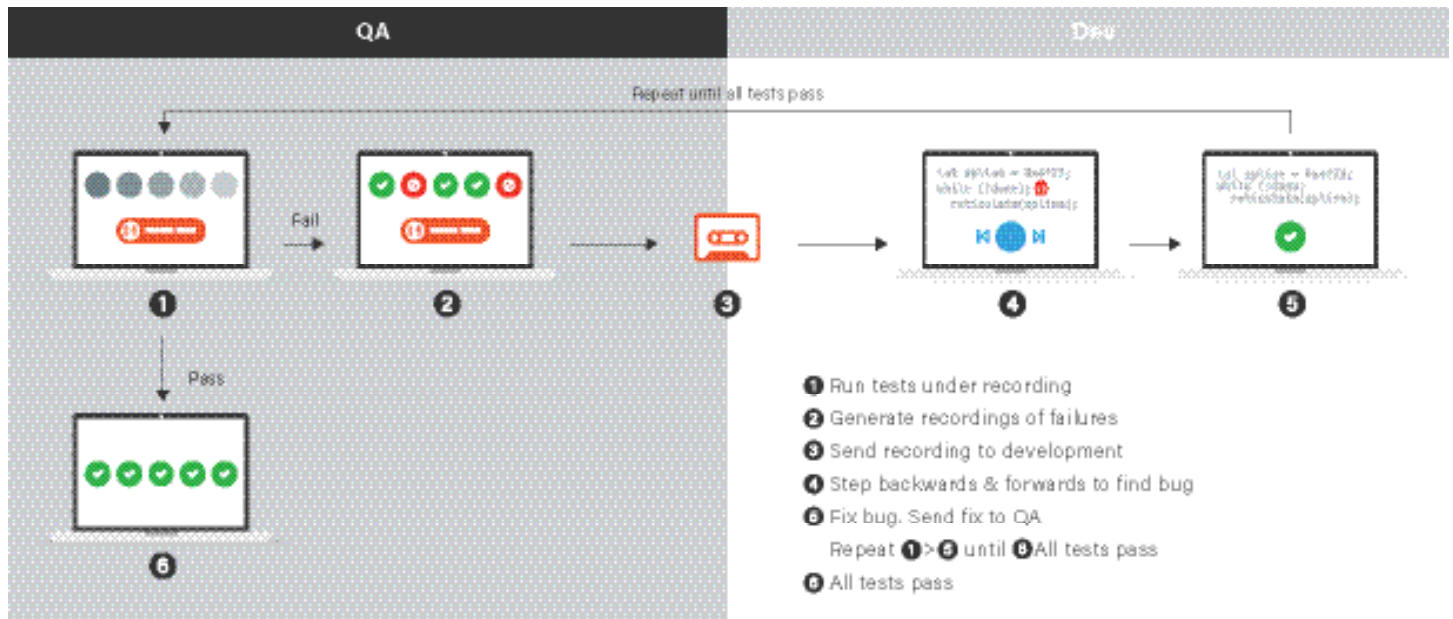 QA
Dev
Repeat until all tests pass
Fail
Pass
1
2
3
4
5
6
1 Run tests under recording
2 Generate recordings of failures
3 Send recording to development
4 Step backwards & forwards to find bug
5 Fix bug. Send fix to QA
Repeat 1 > 5 until 6 All tests pass
6 All tests pass